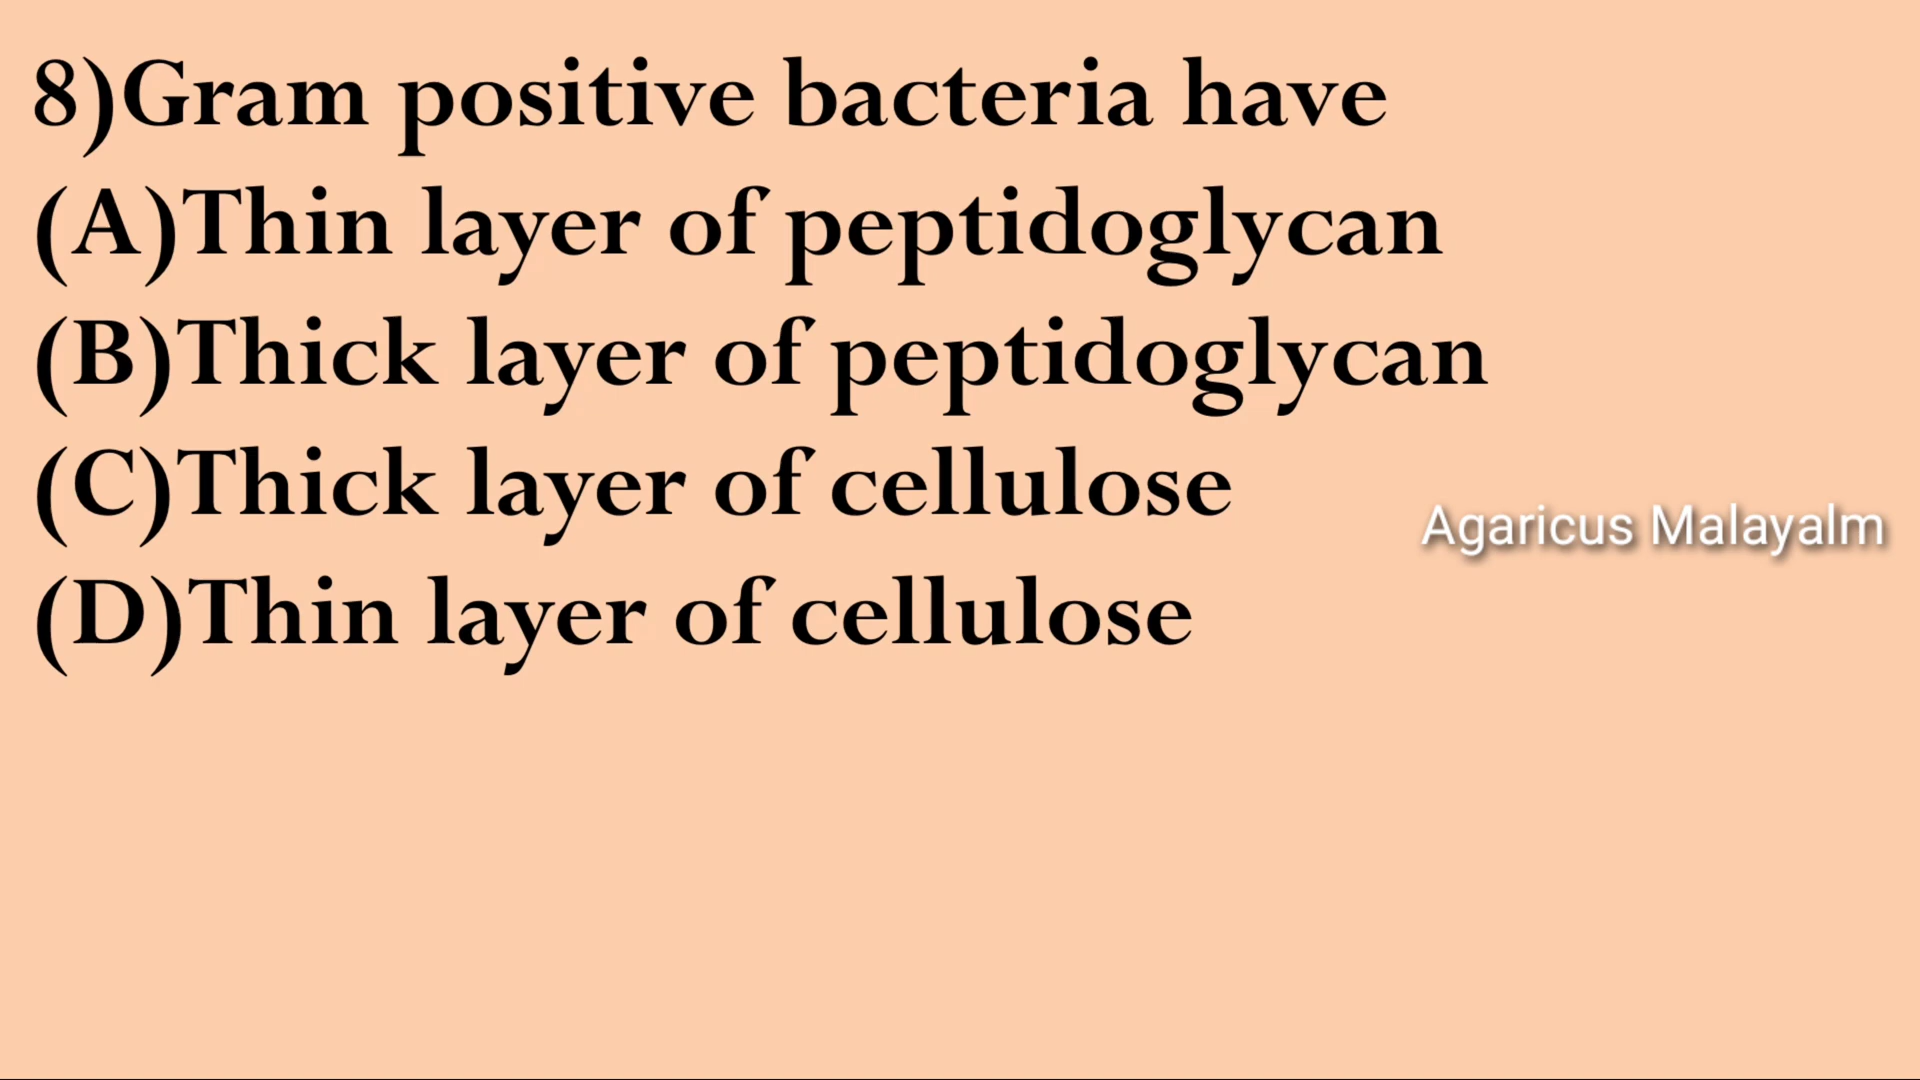 8)Gram positive bacteria have
(A)Thin layer of peptidoglycan
(B)Thick layer of peptidoglycan
(C)Thick layer of cellulose
Agaricus Malayalm
(D)Thin layer of cellulose